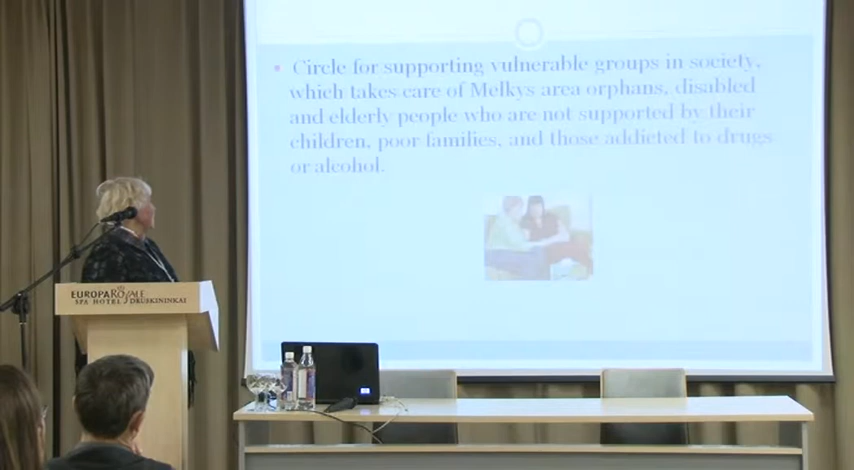 Circle for supporting vulnerable groups in society,
which takes care of Melkys area orphans, disabled
and elderly people who are not supported by their
children, poor families, and those addicted to drugs
or alcohol.
EUROPA ROYALE
SPA HOTEL DRUSKININKAI